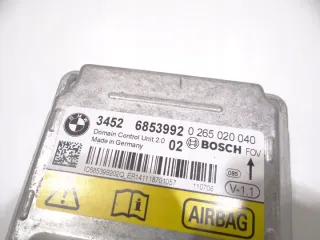 3452 6853992 0 265 020 040
Domain Control Unit 2.0 02 BOSCH FOV
Made in Germany
110706 V-1.1
AIRBAG